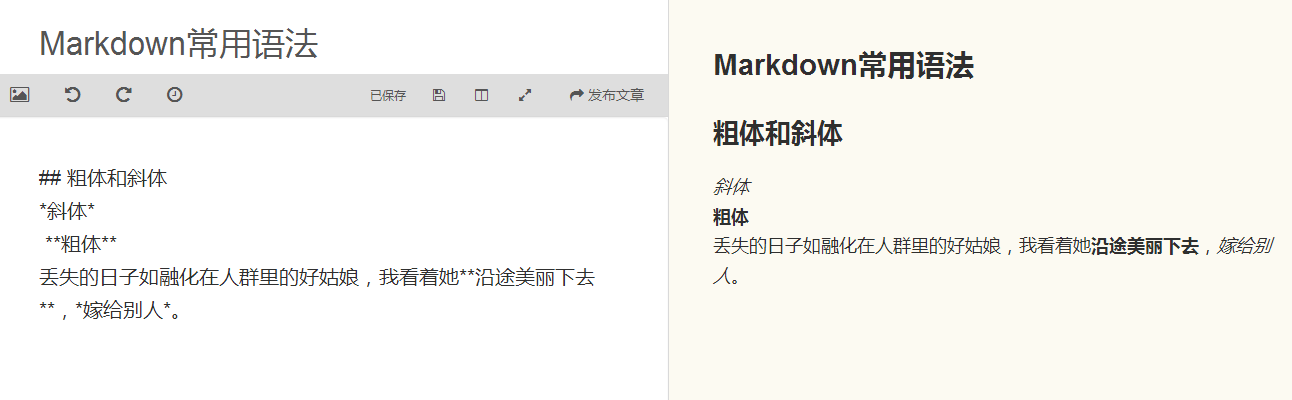 Markdown常用语法
已保存
发布文章
## 粗体和斜体
*斜体*
**粗体**
丢失的日子如融化在人群里的好姑娘，我看着她**沿途美丽下去
**，*嫁给别人*。
Markdown常用语法
粗体和斜体
斜体
粗体
丢失的日子如融化在人群里的好姑娘，我看着她沿途美丽下去，嫁给别
人。